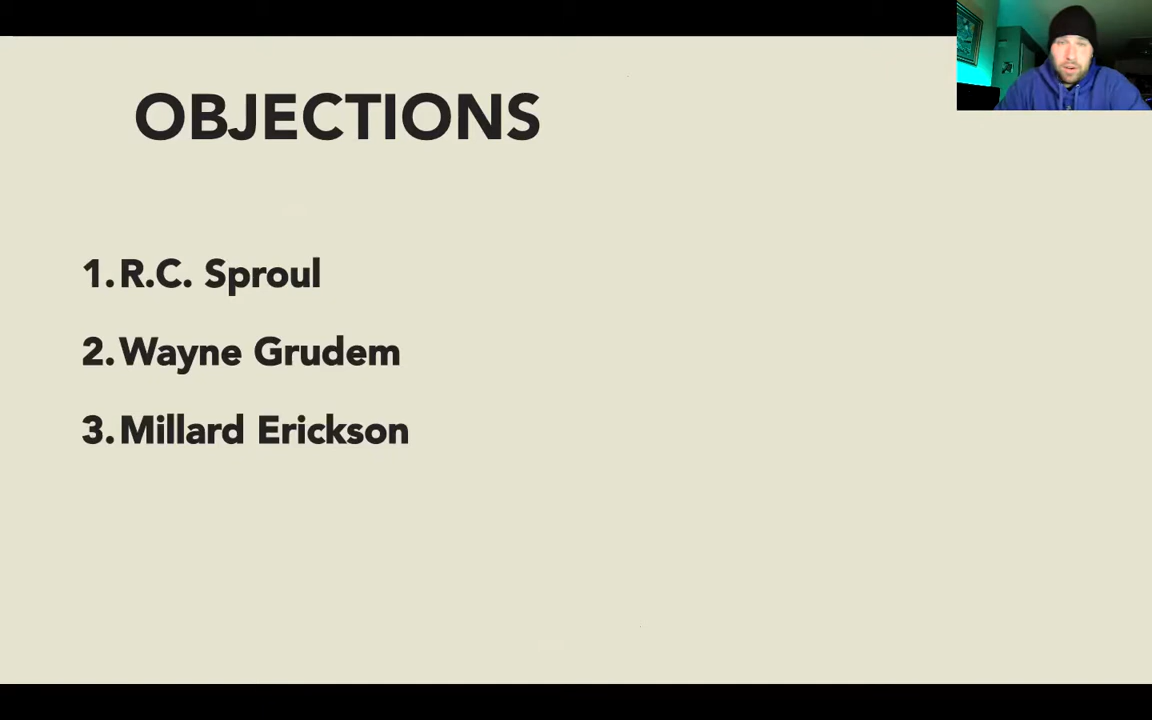 OBJECTIONS
1. R.C. Sproul
2. Wayne Grudem
3. Millard Erickson